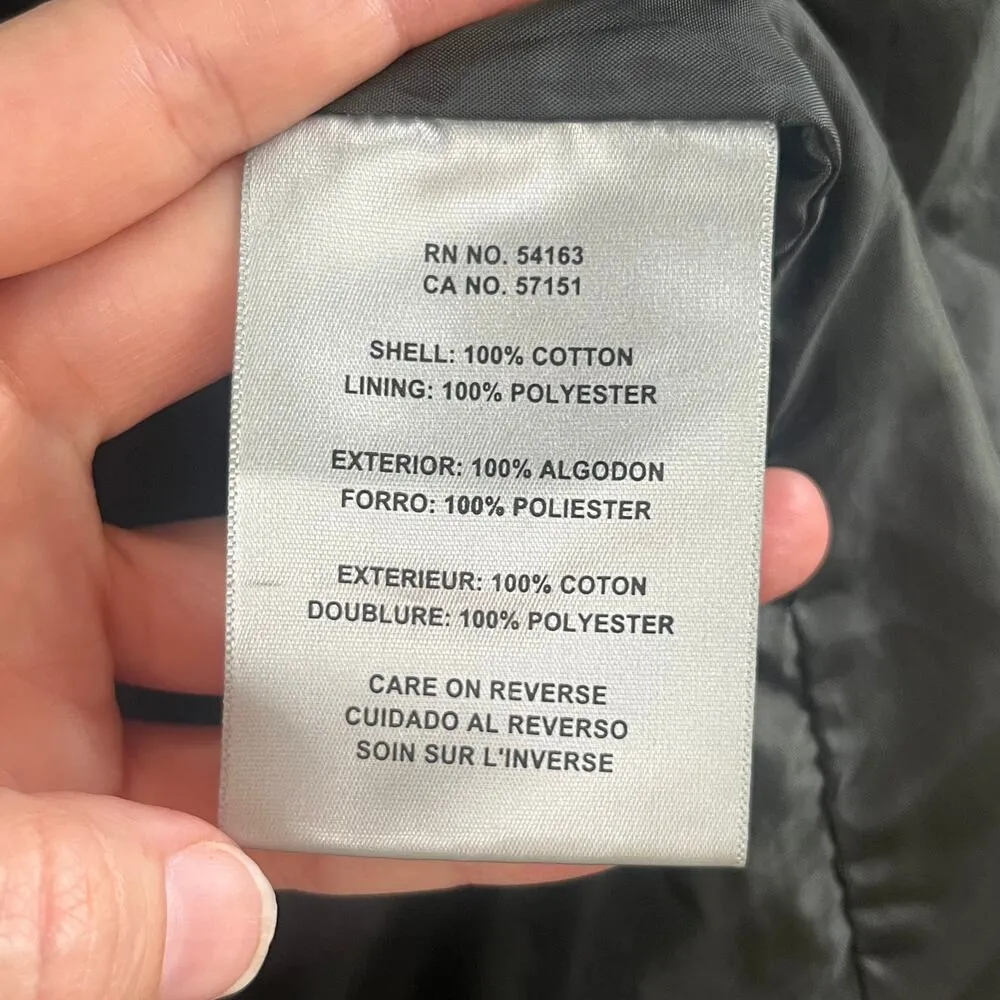 RN NO. 54163
CA NO. 57151
SHELL: 100% COTTON
LINING: 100% POLYESTER
EXTERIOR: 100% ALGODON
FORRO: 100% POLIESTER
EXTERIEUR: 100% COTON
DOUBLURE: 100% POLYESTER
CARE ON REVERSE
CUIDADO AL REVERSO
SOIN SUR L'INVERSE